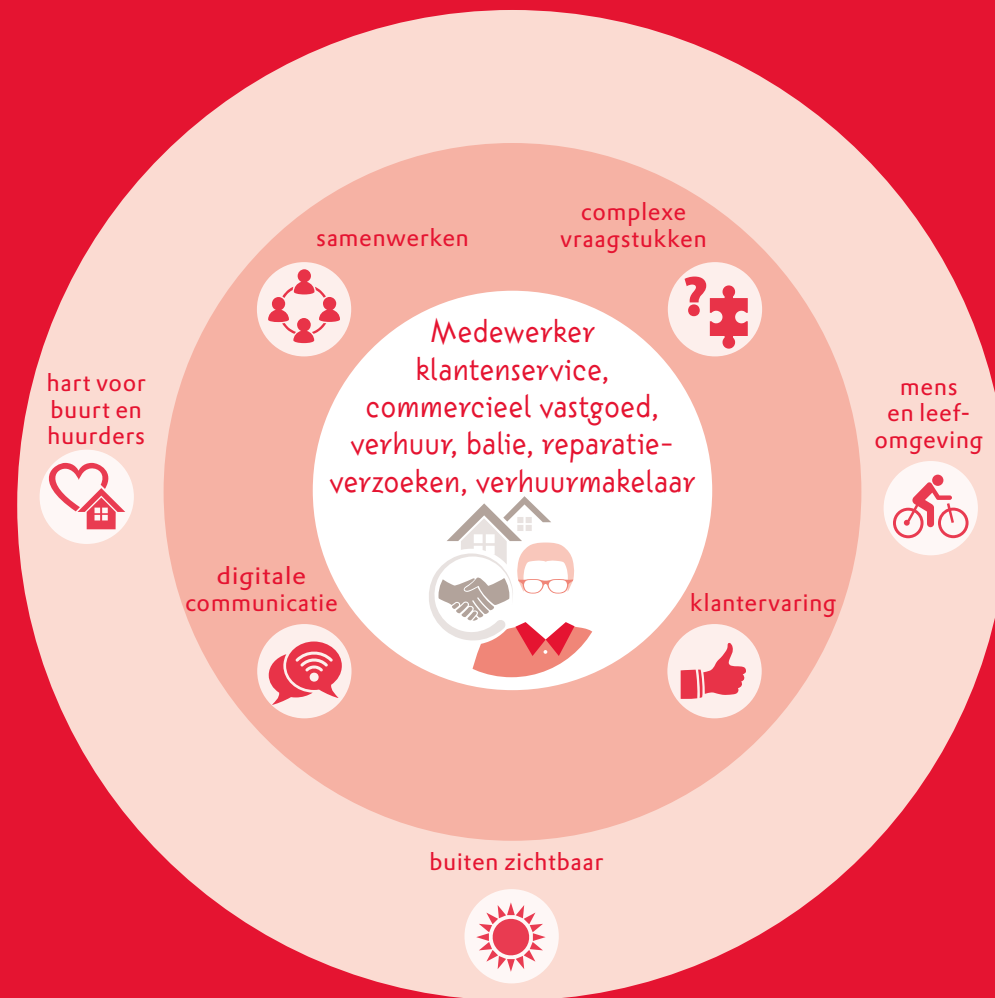 complexe
vraagstukken
samenwerken
Medewerker
klantenservice,
commercieel vastgoed,
verhuur, balie, reparatie-
verzoeken, verhuurmakelaar
hart voor
buurt en
huurders
mens
en leef-
omgeving
digitale
communicatie
klantervaring
buiten zichtbaar